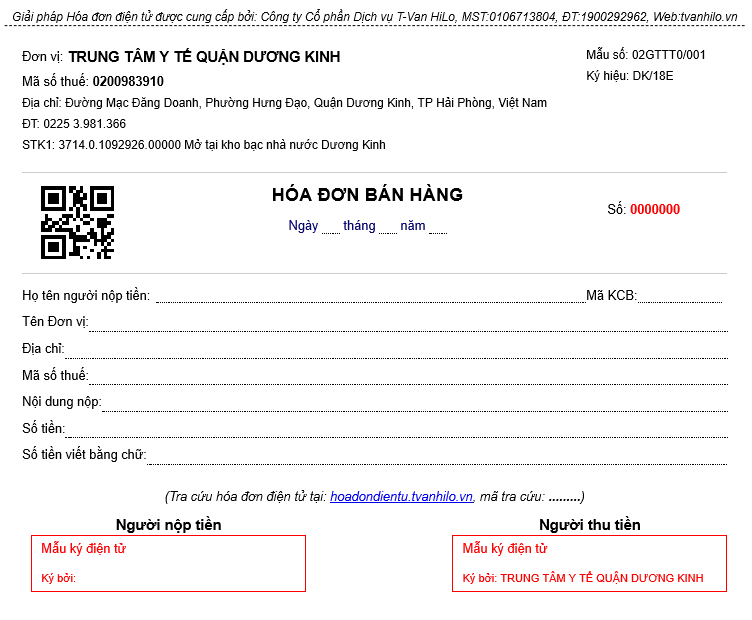 Giải pháp Hóa đơn điện tử được cung cấp bởi: Công ty Cổ phần Dịch vụ T-Van HiLo, MST:0106713804, ĐT:1900292962, Web:tvanhilo.vn
Đơn vị: TRUNG TÂM Y TẾ QUẬN DƯƠNG KINH
Mẫu số: 02GTTT0/001
Mã số thuế: 0200983910
Ký hiệu: DK/18E
Địa chỉ: Đường Mạc Đăng Doanh, Phường Hưng Đạo, Quận Dương Kinh, TP Hải Phòng, Việt Nam
ĐT: 0225 3.981.366
STK1: 3714.0.1092926.00000 Mở tại kho bạc nhà nước Dương Kinh
HÓA ĐƠN BÁN HÀNG
Số: 0000000
Ngày tháng năm
Họ tên người nộp tiền: Mã KCB:
Tên Đơn vị:
Địa chỉ:
Mã số thuế:
Nội dung nộp:
Số tiền:
Số tiền viết bằng chữ:
(Tra cứu hóa đơn điện tử tại: hoadondientu.tvanhilo.vn, mã tra cứu: .........)
Người nộp tiền
Người thu tiền
Mẫu ký điện tử
Mẫu ký điện tử
Ký bởi:
Ký bởi: TRUNG TÂM Y TẾ QUẬN DƯƠNG KINH